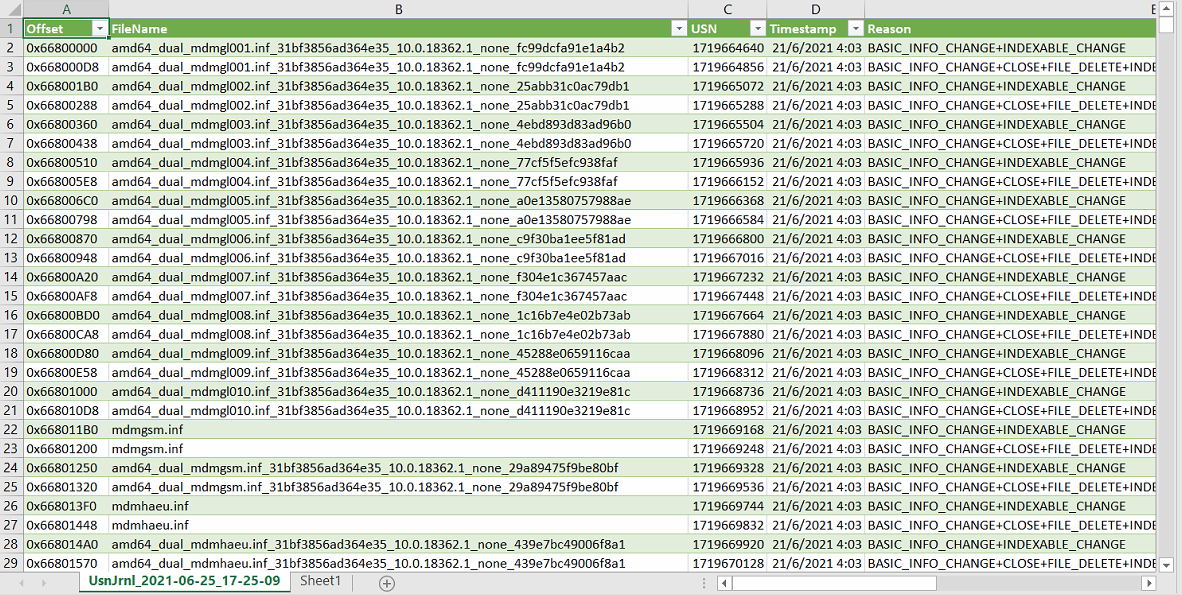 A B C D E
1 Offset FileName USN Timestamp Reason
2 0x66800000 amd64_dual_mdmgl001.inf_31bf3856ad364e35_10.0.18362.1_none_fc99dcfa91e1a4b2 1719664640 21/6/2021 4:03 BASIC_INFO_CHANGE+INDEXABLE_CHANGE
3 0x668000D8 amd64_dual_mdmgl001.inf_31bf3856ad364e35_10.0.18362.1_none_fc99dcfa91e1a4b2 1719664856 21/6/2021 4:03 BASIC_INFO_CHANGE+CLOSE+FILE_DELETE+INDE
4 0x668001B0 amd64_dual_mdmgl002.inf_31bf3856ad364e35_10.0.18362.1_none_25abb31c0ac79db1 1719665072 21/6/2021 4:03 BASIC_INFO_CHANGE+INDEXABLE_CHANGE
5 0x66800288 amd64_dual_mdmgl002.inf_31bf3856ad364e35_10.0.18362.1_none_25abb31c0ac79db1 1719665288 21/6/2021 4:03 BASIC_INFO_CHANGE+CLOSE+FILE_DELETE+INDE
6 0x66800360 amd64_dual_mdmgl003.inf_31bf3856ad364e35_10.0.18362.1_none_4ebd893d83ad96b0 1719665504 21/6/2021 4:03 BASIC_INFO_CHANGE+INDEXABLE_CHANGE
7 0x66800438 amd64_dual_mdmgl003.inf_31bf3856ad364e35_10.0.18362.1_none_4ebd893d83ad96b0 1719665720 21/6/2021 4:03 BASIC_INFO_CHANGE+CLOSE+FILE_DELETE+INDE
8 0x66800510 amd64_dual_mdmgl004.inf_31bf3856ad364e35_10.0.18362.1_none_77cf5f5efc938faf 1719665936 21/6/2021 4:03 BASIC_INFO_CHANGE+INDEXABLE_CHANGE
9 0x668005E8 amd64_dual_mdmgl004.inf_31bf3856ad364e35_10.0.18362.1_none_77cf5f5efc938faf 1719666152 21/6/2021 4:03 BASIC_INFO_CHANGE+CLOSE+FILE_DELETE+INDE
10 0x668006C0 amd64_dual_mdmgl005.inf_31bf3856ad364e35_10.0.18362.1_none_a0e13580757988ae 1719666368 21/6/2021 4:03 BASIC_INFO_CHANGE+INDEXABLE_CHANGE
11 0x66800798 amd64_dual_mdmgl005.inf_31bf3856ad364e35_10.0.18362.1_none_a0e13580757988ae 1719666584 21/6/2021 4:03 BASIC_INFO_CHANGE+CLOSE+FILE_DELETE+INDE
12 0x66800870 amd64_dual_mdmgl006.inf_31bf3856ad364e35_10.0.18362.1_none_c9f30ba1ee5f81ad 1719666800 21/6/2021 4:03 BASIC_INFO_CHANGE+INDEXABLE_CHANGE
13 0x66800948 amd64_dual_mdmgl006.inf_31bf3856ad364e35_10.0.18362.1_none_c9f30ba1ee5f81ad 1719667016 21/6/2021 4:03 BASIC_INFO_CHANGE+CLOSE+FILE_DELETE+INDE
14 0x66800A20 amd64_dual_mdmgl007.inf_31bf3856ad364e35_10.0.18362.1_none_f304e1c367457aac 1719667232 21/6/2021 4:03 BASIC_INFO_CHANGE+INDEXABLE_CHANGE
15 0x66800AF8 amd64_dual_mdmgl007.inf_31bf3856ad364e35_10.0.18362.1_none_f304e1c367457aac 1719667448 21/6/2021 4:03 BASIC_INFO_CHANGE+CLOSE+FILE_DELETE+INDE
16 0x66800BD0 amd64_dual_mdmgl008.inf_31bf3856ad364e35_10.0.18362.1_none_1c16b7e4e02b73ab 1719667664 21/6/2021 4:03 BASIC_INFO_CHANGE+INDEXABLE_CHANGE
17 0x66800CA8 amd64_dual_mdmgl008.inf_31bf3856ad364e35_10.0.18362.1_none_1c16b7e4e02b73ab 1719667880 21/6/2021 4:03 BASIC_INFO_CHANGE+CLOSE+FILE_DELETE+INDE
18 0x66800D80 amd64_dual_mdmgl009.inf_31bf3856ad364e35_10.0.18362.1_none_45288e0659116caa 1719668096 21/6/2021 4:03 BASIC_INFO_CHANGE+INDEXABLE_CHANGE
19 0x66800E58 amd64_dual_mdmgl009.inf_31bf3856ad364e35_10.0.18362.1_none_45288e0659116caa 1719668312 21/6/2021 4:03 BASIC_INFO_CHANGE+CLOSE+FILE_DELETE+INDE
20 0x66801000 amd64_dual_mdmgl010.inf_31bf3856ad364e35_10.0.18362.1_none_d411190e3219e81c 1719668736 21/6/2021 4:03 BASIC_INFO_CHANGE+INDEXABLE_CHANGE
21 0x668010D8 amd64_dual_mdmgl010.inf_31bf3856ad364e35_10.0.18362.1_none_d411190e3219e81c 1719668952 21/6/2021 4:03 BASIC_INFO_CHANGE+CLOSE+FILE_DELETE+INDE
22 0x668011B0 mdmgsm.inf 1719669168 21/6/2021 4:03 BASIC_INFO_CHANGE+INDEXABLE_CHANGE
23 0x66801200 mdmgsm.inf 1719669248 21/6/2021 4:03 BASIC_INFO_CHANGE+CLOSE+FILE_DELETE+INDE
24 0x66801250 amd64_dual_mdmgsm.inf_31bf3856ad364e35_10.0.18362.1_none_29a89475f9be80bf 1719669328 21/6/2021 4:03 BASIC_INFO_CHANGE+INDEXABLE_CHANGE
25 0x66801320 amd64_dual_mdmgsm.inf_31bf3856ad364e35_10.0.18362.1_none_29a89475f9be80bf 1719669536 21/6/2021 4:03 BASIC_INFO_CHANGE+CLOSE+FILE_DELETE+INDE
26 0x668013F0 mdmhaeu.inf 1719669744 21/6/2021 4:03 BASIC_INFO_CHANGE+INDEXABLE_CHANGE
27 0x66801448 mdmhaeu.inf 1719669832 21/6/2021 4:03 BASIC_INFO_CHANGE+CLOSE+FILE_DELETE+INDE
28 0x668014A0 amd64_dual_mdmhaeu.inf_31bf3856ad364e35_10.0.18362.1_none_439e7bc49006f8a1 1719669920 21/6/2021 4:03 BASIC_INFO_CHANGE+INDEXABLE_CHANGE
29 0x66801570 amd64_dual_mdmhaeu.inf_31bf3856ad364e35_10.0.18362.1_none_439e7bc49006f8a1 1719670128 21/6/2021 4:03 BASIC_INFO_CHANGE+CLOSE+FILE_DELETE+INDE
UsnJrnl_2021-06-25_17-25-09 Sheet1